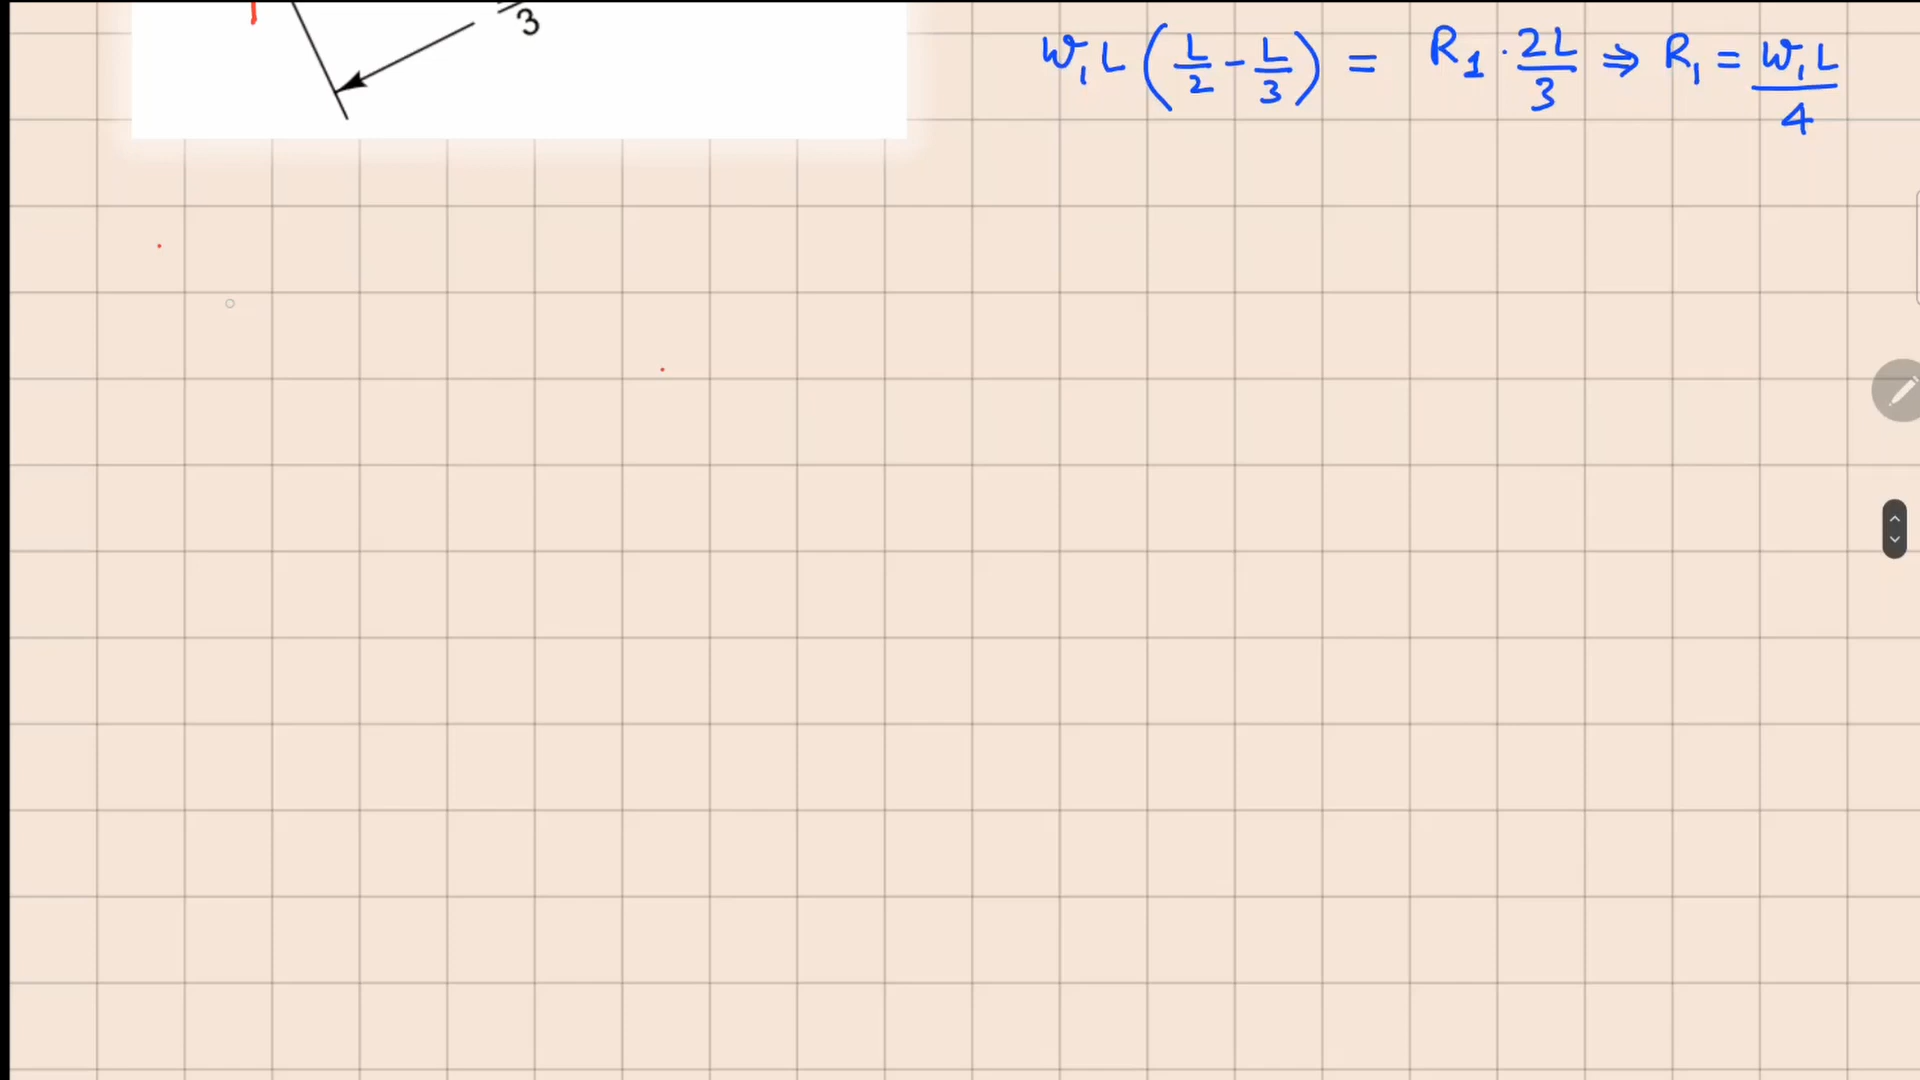 3
w₁L (L/2 - L/3) = R₁ · 2L/3 ⇒ R₁ = w₁L/4